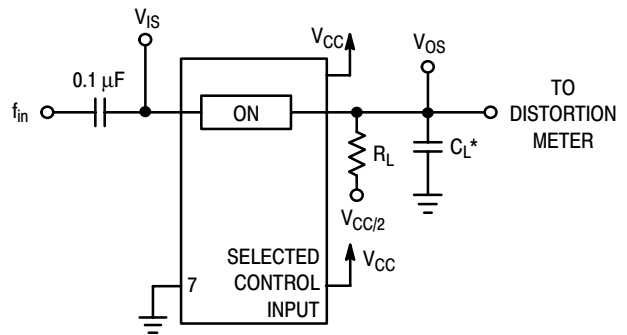 V_IS
V_CC
V_OS
0.1 µF
f_in
ON
TO
DISTORTION
METER
R_L
C_L*
V_CC/2
7
SELECTED
CONTROL
INPUT
V_CC